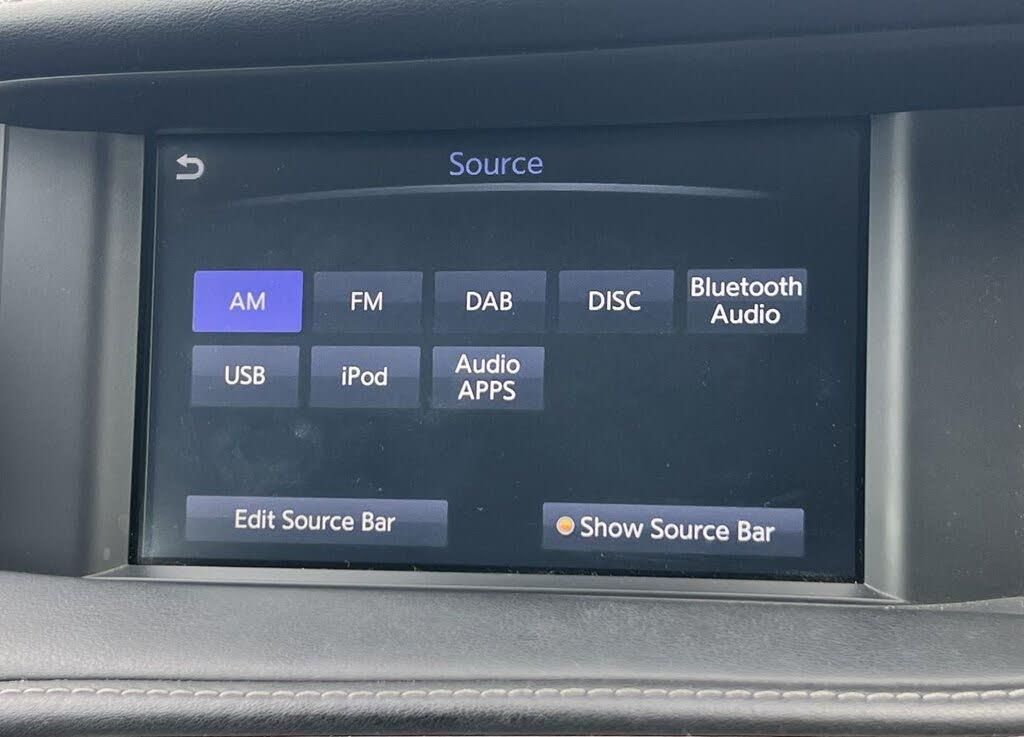 Source
AM
FM
DAB
DISC
Bluetooth
Audio
USB
iPod
Audio
APPS
Edit Source Bar
Show Source Bar